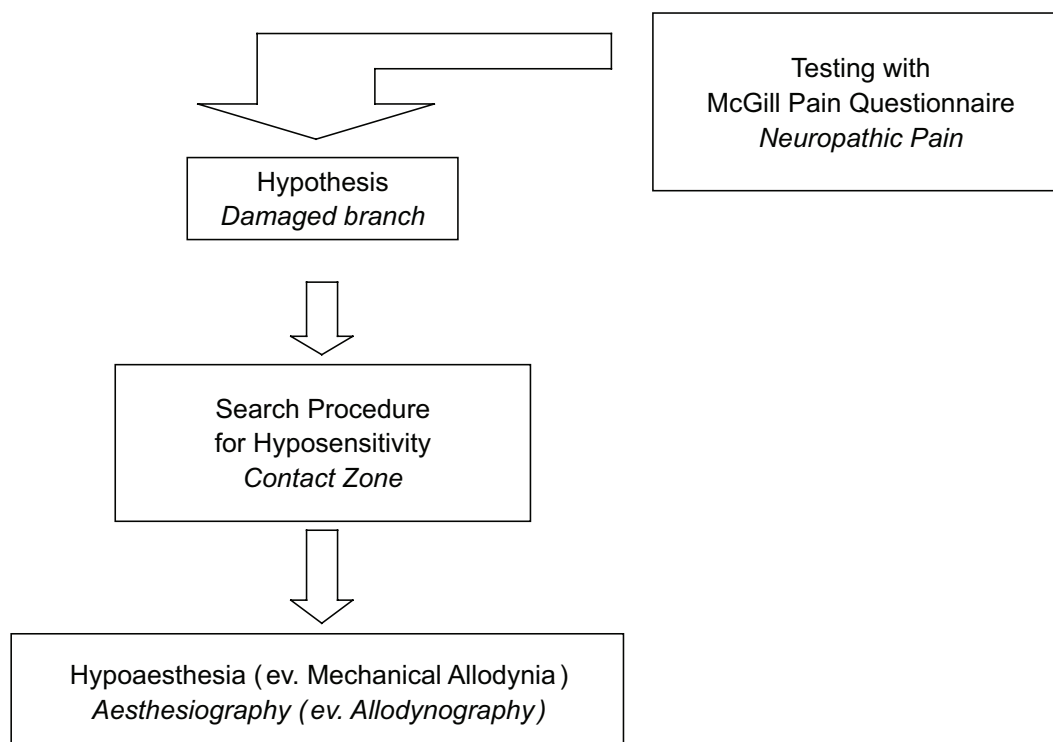 Testing with
McGill Pain Questionnaire
Neuropathic Pain
Hypothesis
Damaged branch
Search Procedure
for Hyposensitivity
Contact Zone
Hypoaesthesia (ev. Mechanical Allodynia)
Aesthesiography (ev. Allodynography)